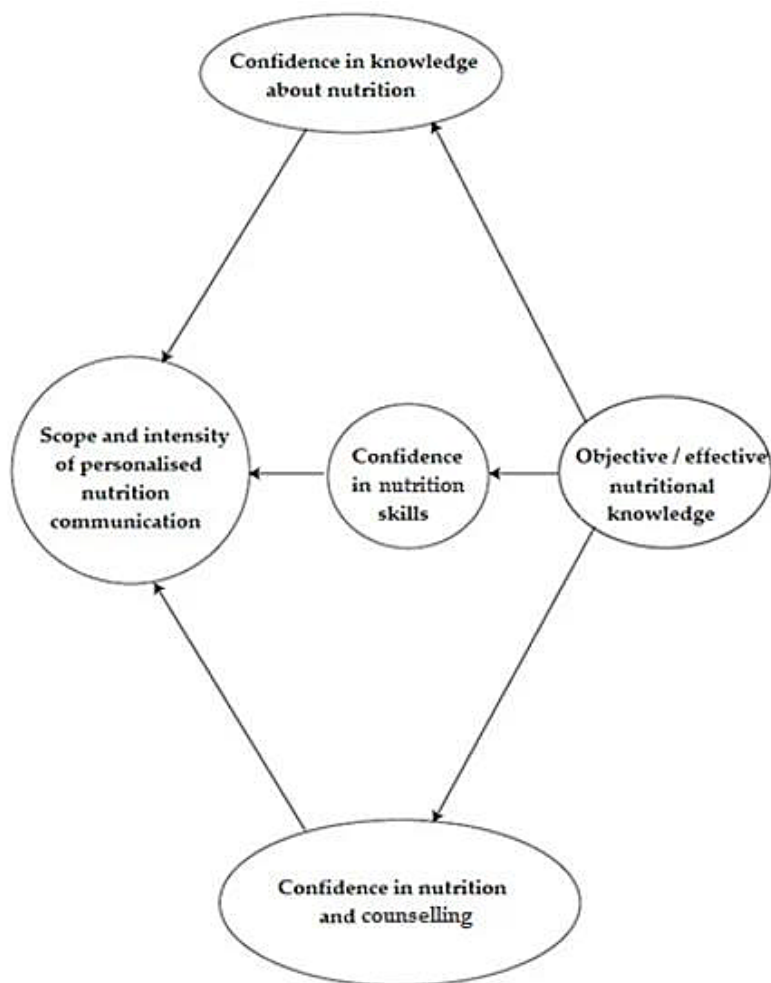 Confidence in knowledge
about nutrition
Scope and intensity
of personalised
nutrition
communication
Confidence
in nutrition
skills
Objective / effective
nutritional
knowledge
Confidence in nutrition
and counselling